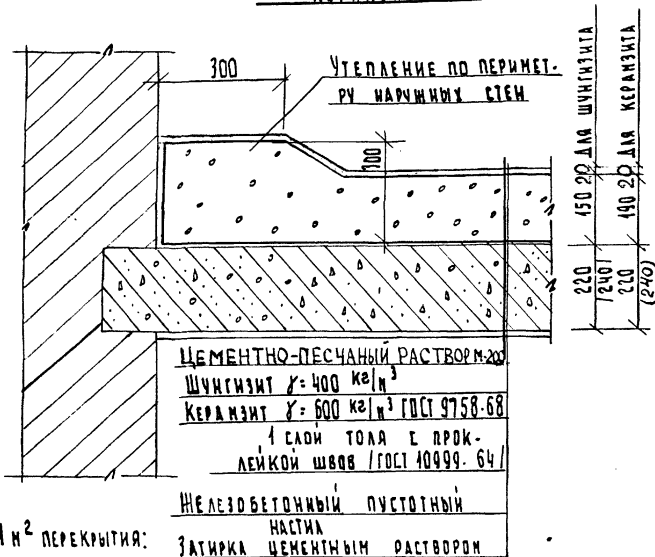 300
Утепление по перимет-
ру наружных стен
100
150 20 для шунгизита
190 20 для керамзита
220
/240/
220
(240)
Цементно-песчаный раствор М-200
Шунгизит γ=400 кг/м³
Керамзит γ=600 кг/м³ ГОСТ 9758-68
1 слой толя с прок-
лейкой швов /ГОСТ 10999-64/
Железобетонный пустотный
настил
м² перекрытия:
Затирка цементным раствором